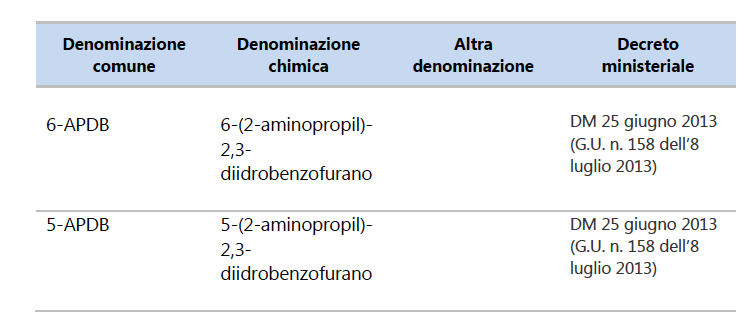 Denominazione comune
Denominazione chimica
Altra denominazione
Decreto ministeriale
6-APDB
6-(2-aminopropil)-
2,3-
diidrobenzofurano
DM 25 giugno 2013
(G.U. n. 158 dell’8
luglio 2013)
5-APDB
5-(2-aminopropil)-
2,3-
diidrobenzofurano
DM 25 giugno 2013
(G.U. n. 158 dell’8
luglio 2013)